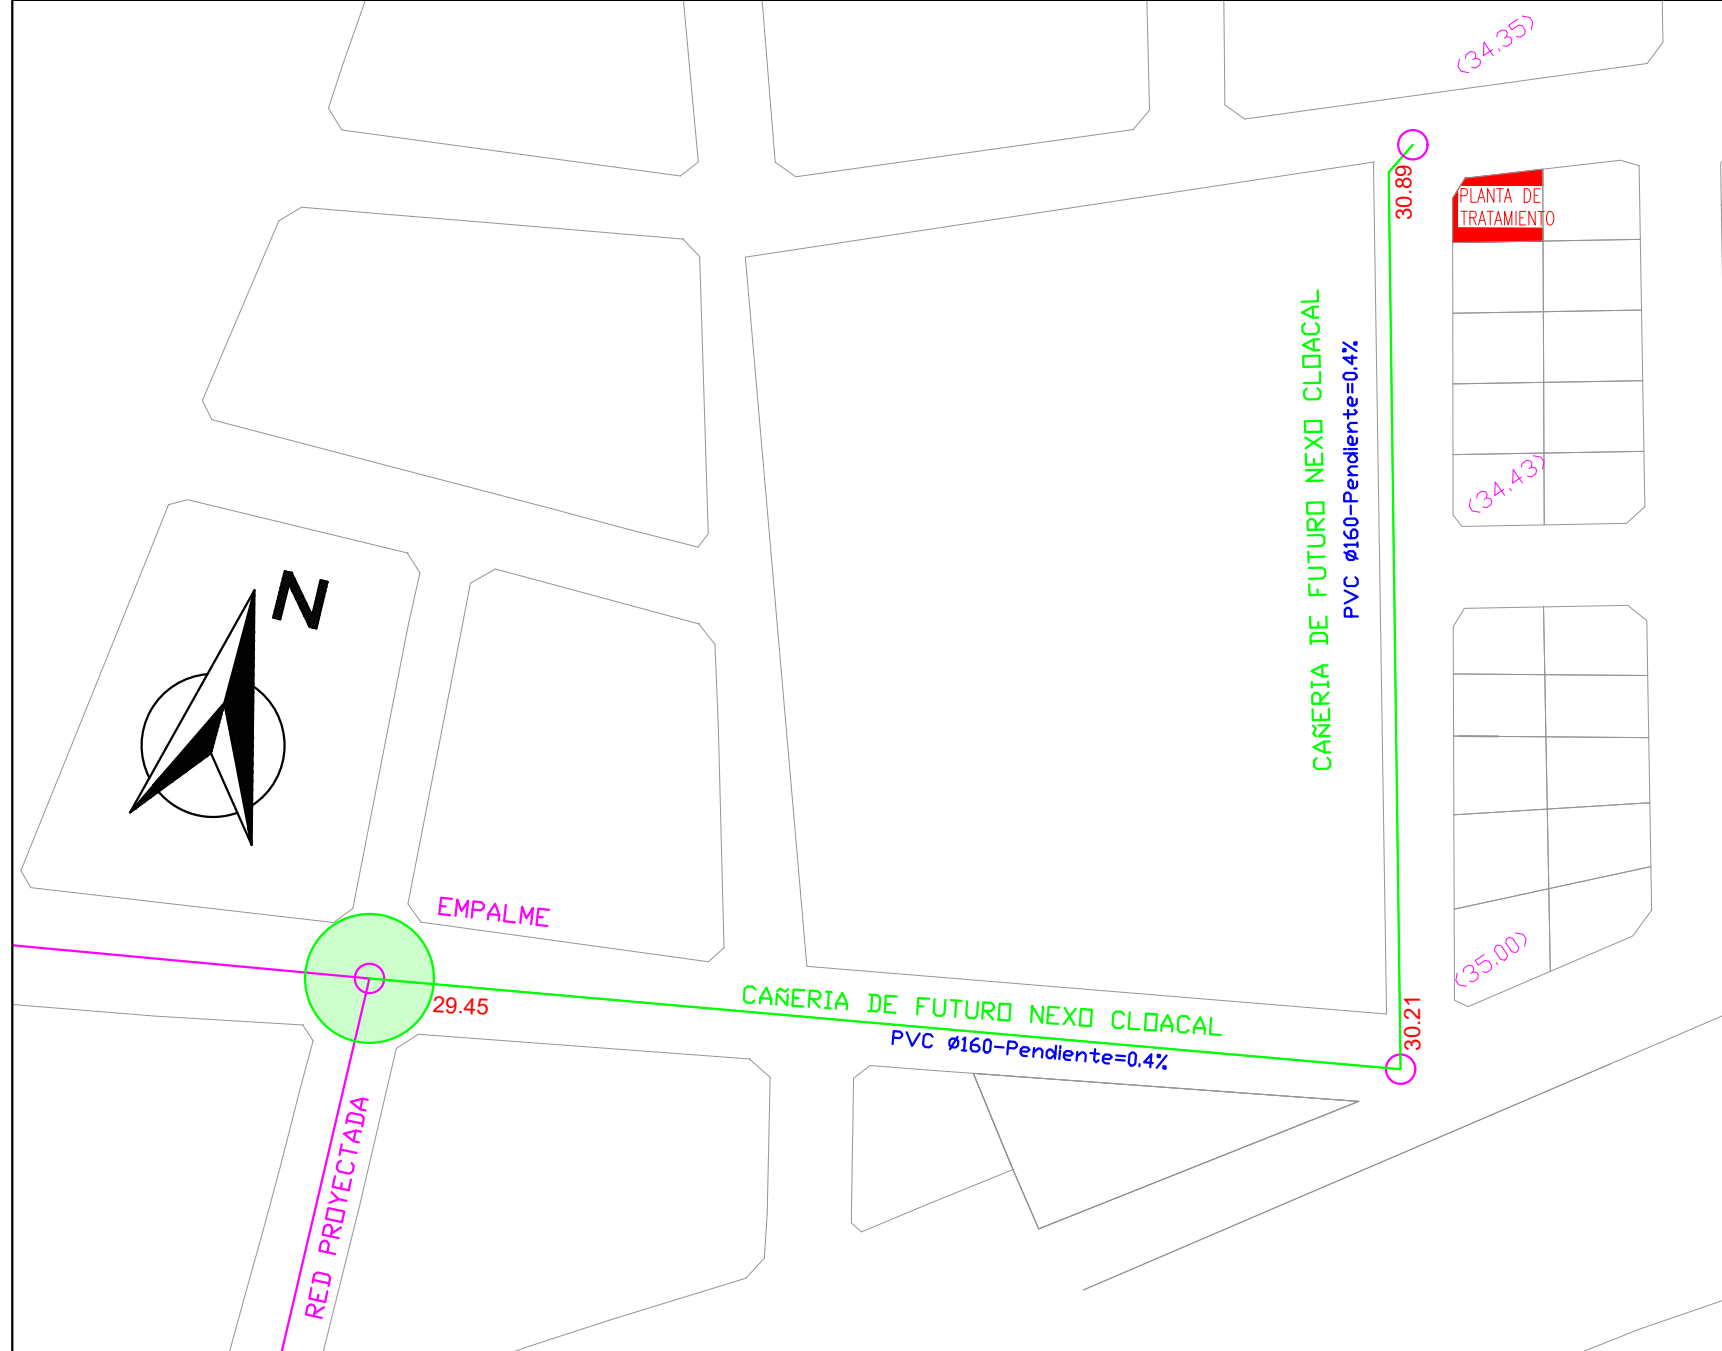 (34.35)
30.89
PLANTA DE
TRATAMIENTO
CAÑERIA DE FUTURO NEXO CLOACAL
PVC ø160-Pendiente=0.4%
(34.43)
N
EMPALME
29.45
CAÑERIA DE FUTURO NEXO CLOACAL
PVC ø160-Pendiente=0.4%
(35.00)
30.21
RED PROYECTADA